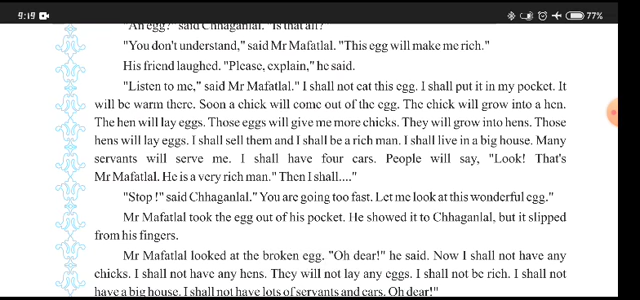 9:19
77%
"An egg?" said Chhaganlal. "Is that all?"
"You don't understand," said Mr Mafatlal. "This egg will make me rich."
His friend laughed. "Please, explain," he said.
"Listen to me," said Mr Mafatlal." I shall not eat this egg. I shall put it in my pocket. It
will be warm there. Soon a chick will come out of the egg. The chick will grow into a hen.
The hen will lay eggs. Those eggs will give me more chicks. They will grow into hens. Those
hens will lay eggs. I shall sell them and I shall be a rich man. I shall live in a big house. Many
servants will serve me. I shall have four cars. People will say, "Look! That's
Mr Mafatlal. He is a very rich man." Then I shall...."
"Stop !" said Chhaganlal." You are going too fast. Let me look at this wonderful egg."
Mr Mafatlal took the egg out of his pocket. He showed it to Chhaganlal, but it slipped
from his fingers.
Mr Mafatlal looked at the broken egg. "Oh dear!" he said. Now I shall not have any
chicks. I shall not have any hens. They will not lay any eggs. I shall not be rich. I shall not
have a big house. I shall not have lots of servants and cars. Oh dear!"